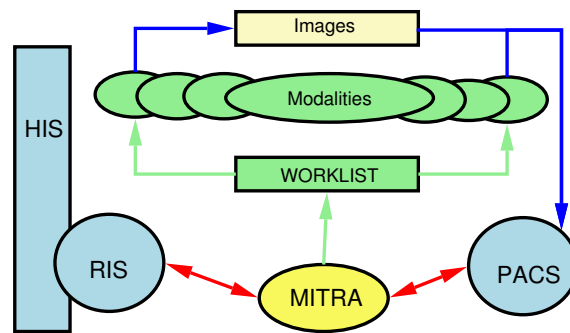 Images
Modalities
HIS
WORKLIST
RIS
PACS
MITRA